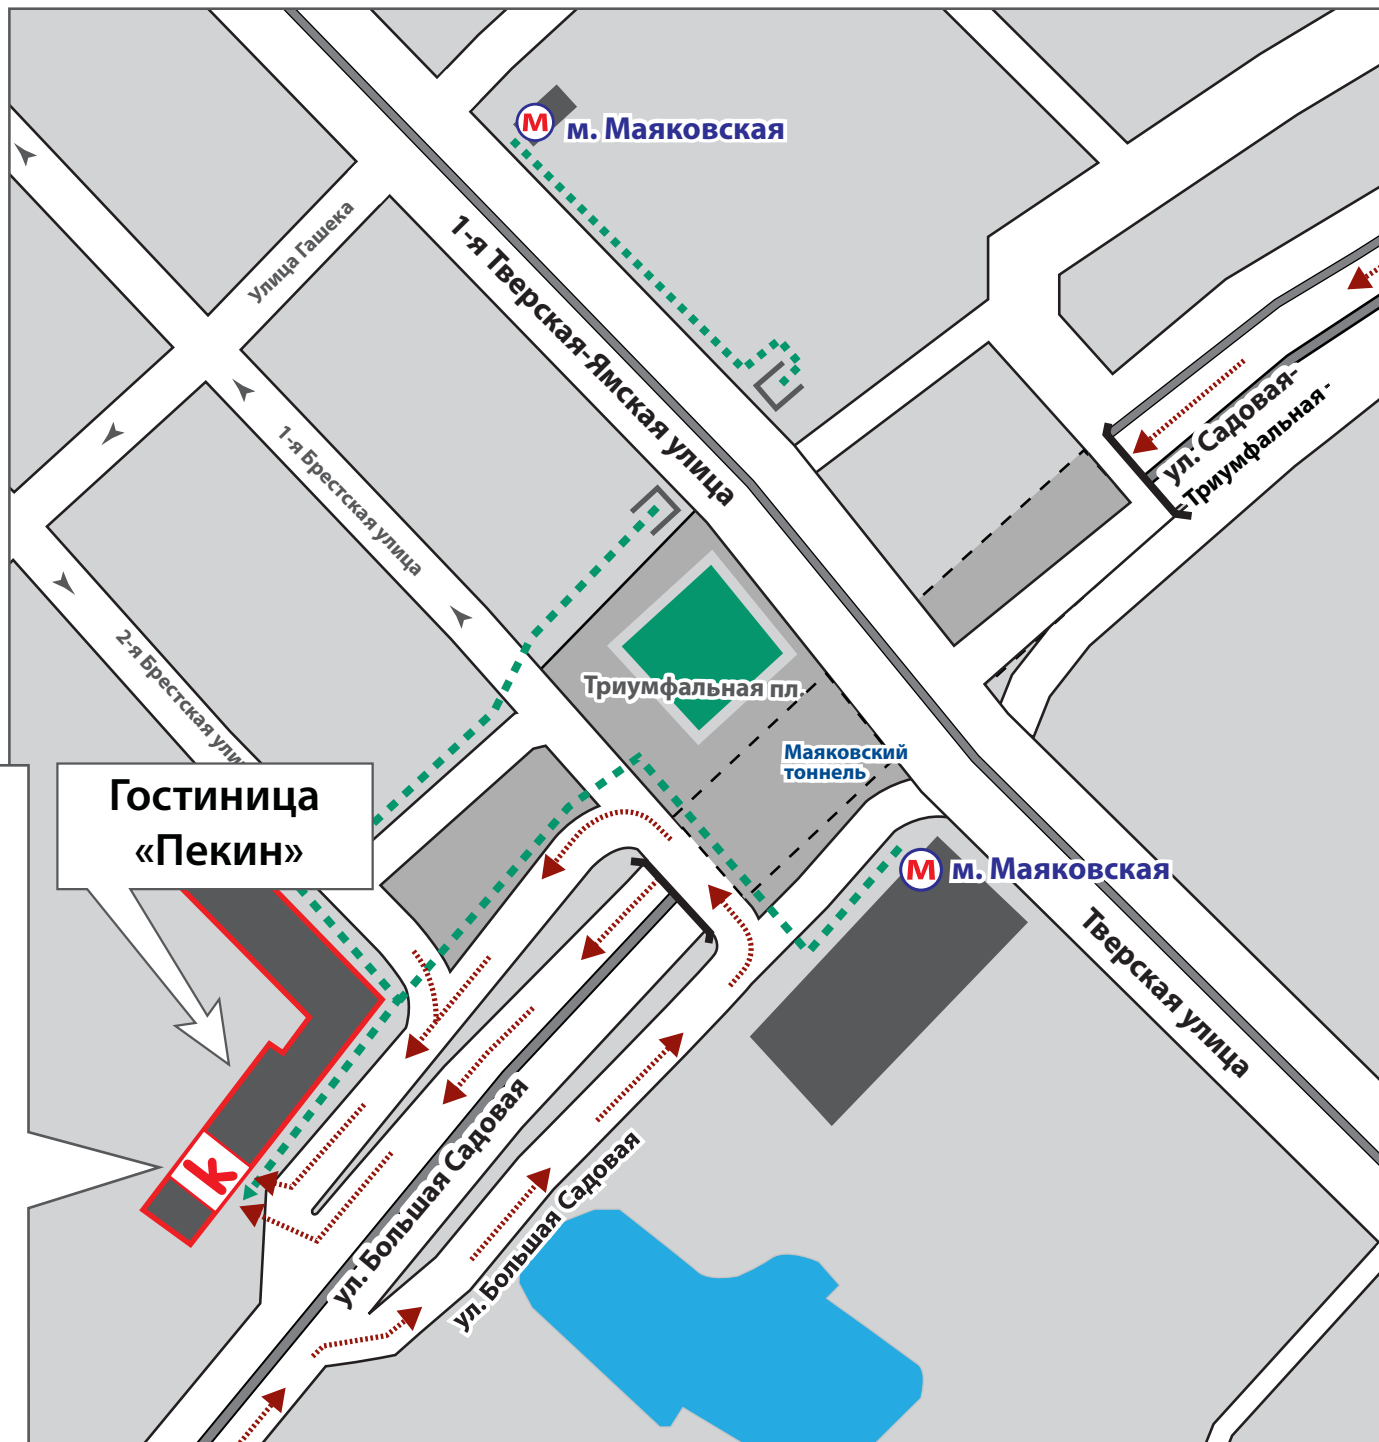 М
м. Маяковская
Улица Гашека
1-я Тверская-Ямская улица
ул. Садовая-
-Триумфальная -
1-я Брестская улица
2-я Брестская
Триумфальная пл.
Маяковский
тоннель
Гостиница
«Пекин»
М
м. Маяковская
Тверская улица
k
ул. Большая Садовая
ул. Большая Садовая